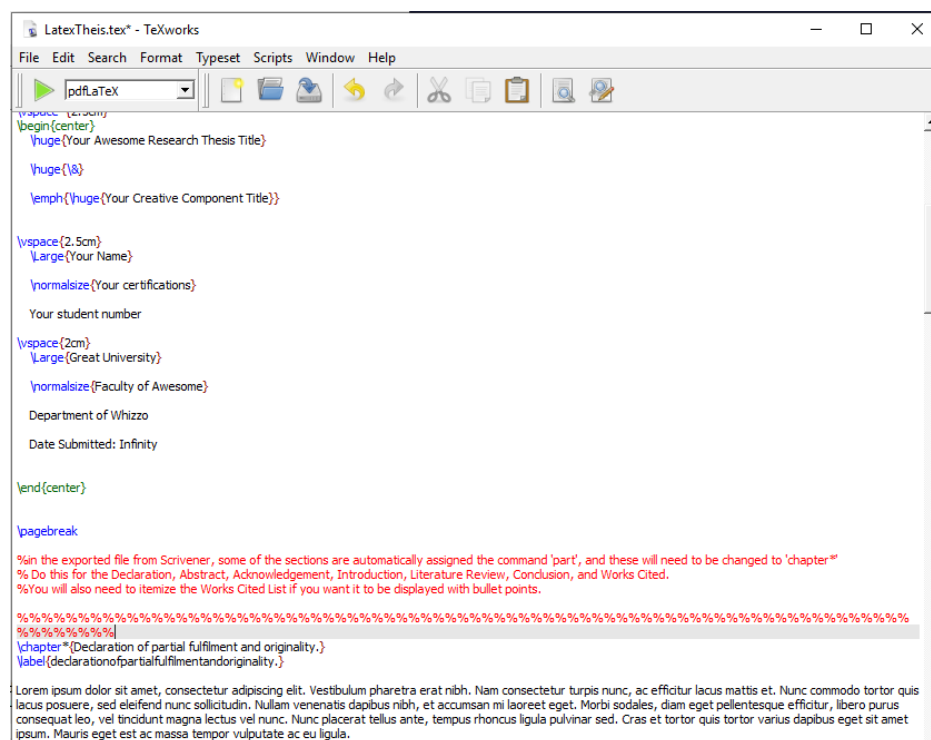 LatexTheis.tex* - TeXworks
File Edit Search Format Typeset Scripts Window Help
pdfLaTeX
\vspace*{2.5cm}
\begin{center}
\huge{Your Awesome Research Thesis Title}
\huge{\&}
\emph{\huge{Your Creative Component Title}}
\vspace{2.5cm}
\Large{Your Name}
\normalsize{Your certifications}
Your student number
\vspace{2cm}
\Large{Great University}
\normalsize{Faculty of Awesome}
Department of Whizzo
Date Submitted: Infinity
\end{center}
\pagebreak
%in the exported file from Scrivener, some of the sections are automatically assigned the command 'part', and these will need to be changed to 'chapter*'
% Do this for the Declaration, Abstract, Acknowledgement, Introduction, Literature Review, Conclusion, and Works Cited.
%You will also need to itemize the Works Cited List if you want it to be displayed with bullet points.
%%%%%%%%%%%%%%%%%%%%%%%%%%%%%%%%%%%%%%%%%%%%%%%%%%%%%%%%%%%%%%%%%%%%%%%%%%
%%%%%%%%
\chapter*{Declaration of partial fulfilment and originality.}
\label{declarationofpartialfulfilmentandoriginality.}
Lorem ipsum dolor sit amet, consectetur adipiscing elit. Vestibulum pharetra erat nibh. Nam consectetur turpis nunc, ac efficitur lacus mattis et. Nunc commodo tortor quis
lacus posuere, sed eleifend nunc sollicitudin. Nullam venenatis dapibus nibh, et accumsan mi laoreet eget. Morbi sodales, diam eget pellentesque efficitur, libero purus
consequat leo, vel tincidunt magna lectus vel nunc. Nunc placerat tellus ante, tempus rhoncus ligula pulvinar sed. Cras et tortor quis tortor varius dapibus eget sit amet
ipsum. Mauris eget est ac massa tempor vulputate ac eu ligula.